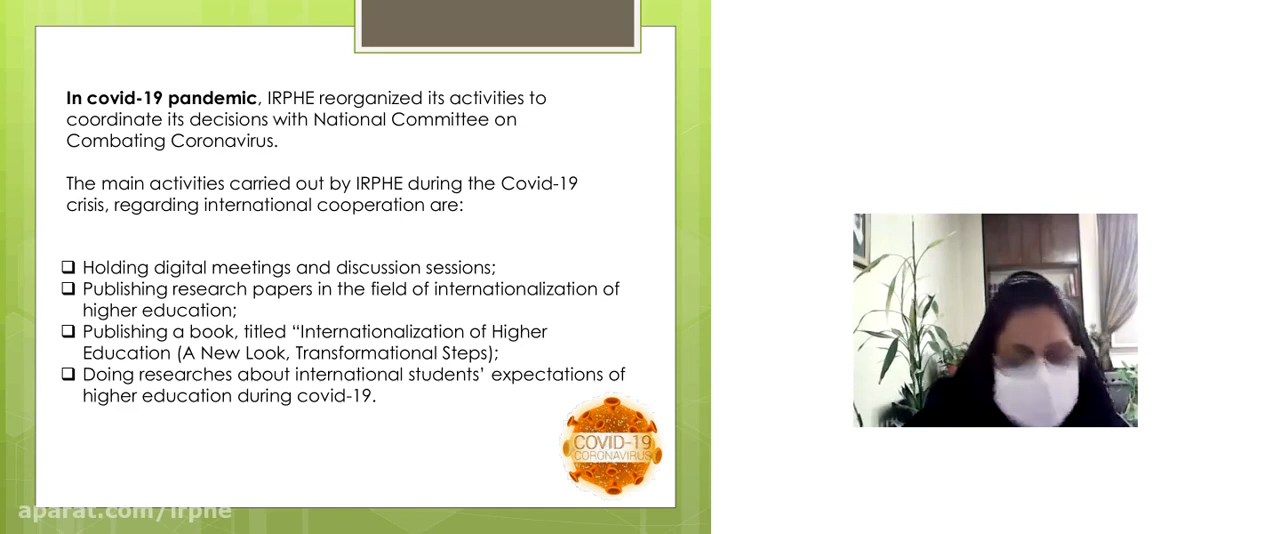 In covid-19 pandemic, IRPHE reorganized its activities to
coordinate its decisions with National Committee on
Combating Coronavirus.
The main activities carried out by IRPHE during the Covid-19
crisis, regarding international cooperation are:
❑ Holding digital meetings and discussion sessions;
❑ Publishing research papers in the field of internationalization of
higher education;
❑ Publishing a book, titled “Internationalization of Higher
Education (A New Look, Transformational Steps);
❑ Doing researches about international students’ expectations of
higher education during covid-19.
COVID-19
CORONAVIRUS
aparat.com/irphe